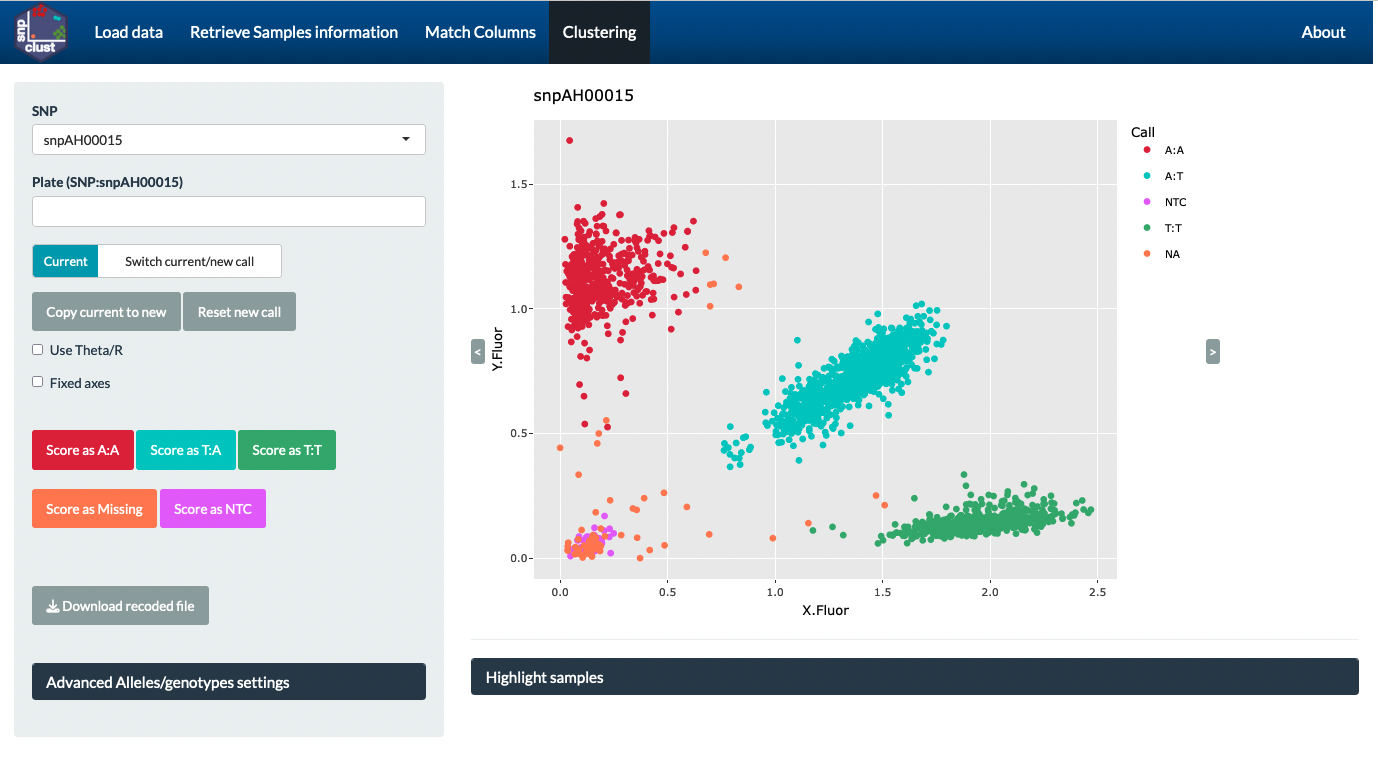 snp
clust
Load data
Retrieve Samples information
Match Columns
Clustering
About
SNP
snpAH00015
Plate (SNP:snpAH00015)
Current
Switch current/new call
Copy current to new
Reset new call
Use Theta/R
Fixed axes
Score as A:A
Score as T:A
Score as T:T
Score as Missing
Score as NTC
Download recoded file
Advanced Alleles/genotypes settings
snpAH00015
Call
A:A
A:T
NTC
T:T
NA
1.5
1.0
0.5
0.0
Y.Fluor
0.0
0.5
1.0
1.5
2.0
2.5
X.Fluor
<
>
Highlight samples